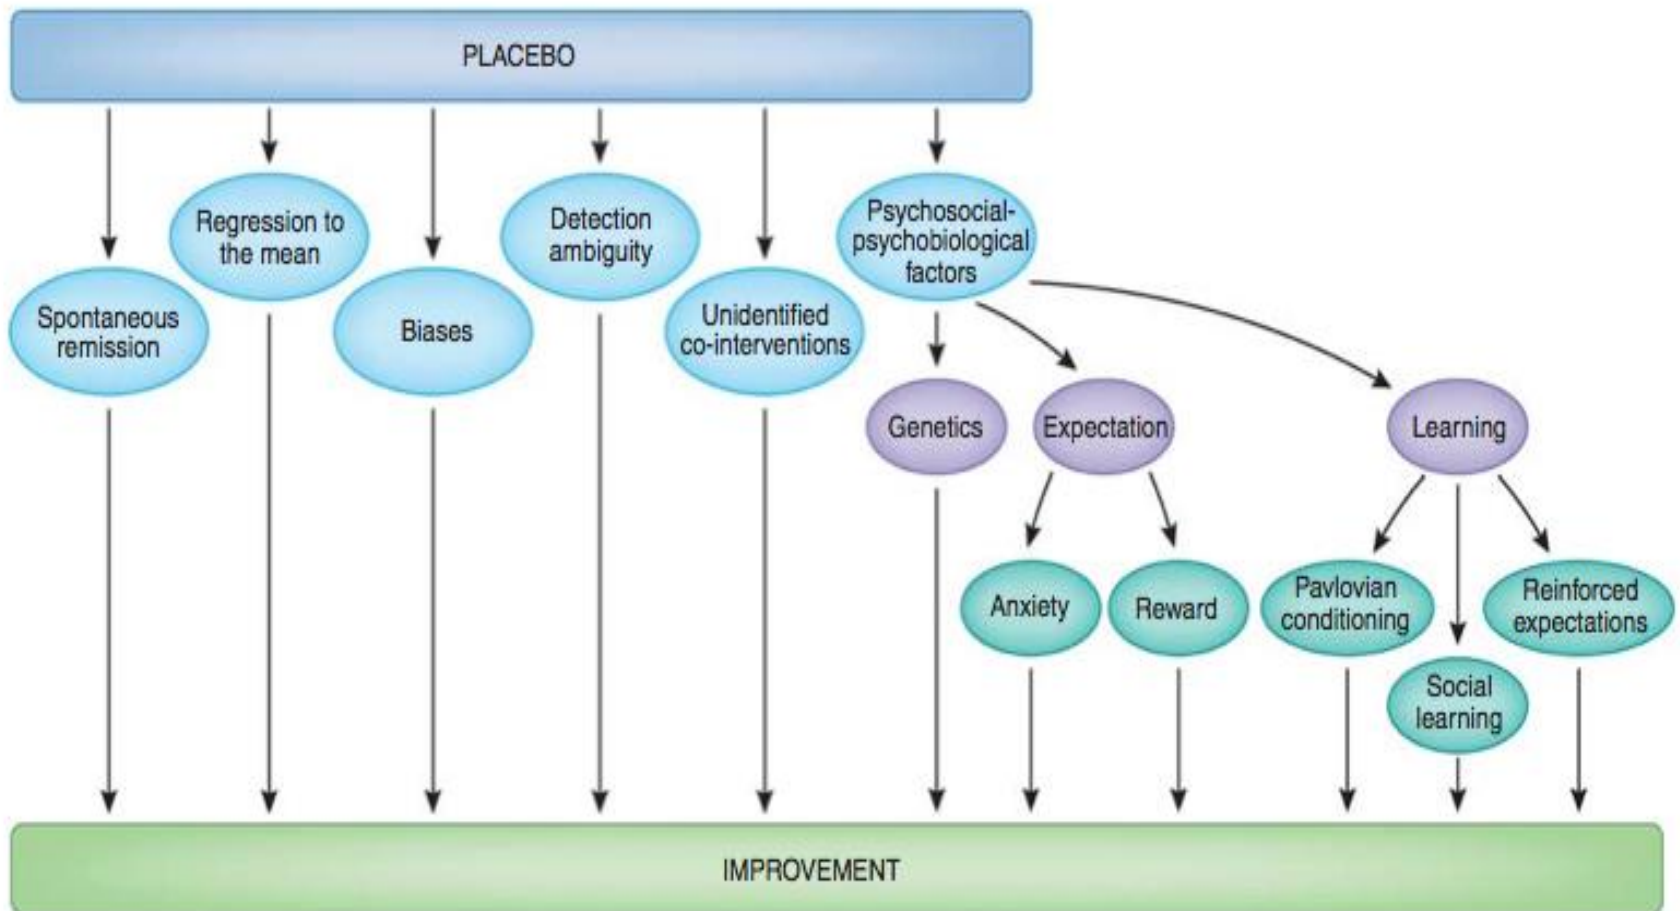 PLACEBO
Regression to
the mean
Detection
ambiguity
Psychosocial-
psychobiological
factors
Spontaneous
remission
Biases
Unidentified
co-interventions
Genetics
Expectation
Learning
Anxiety
Reward
Pavlovian
conditioning
Reinforced
expectations
Social
learning
IMPROVEMENT